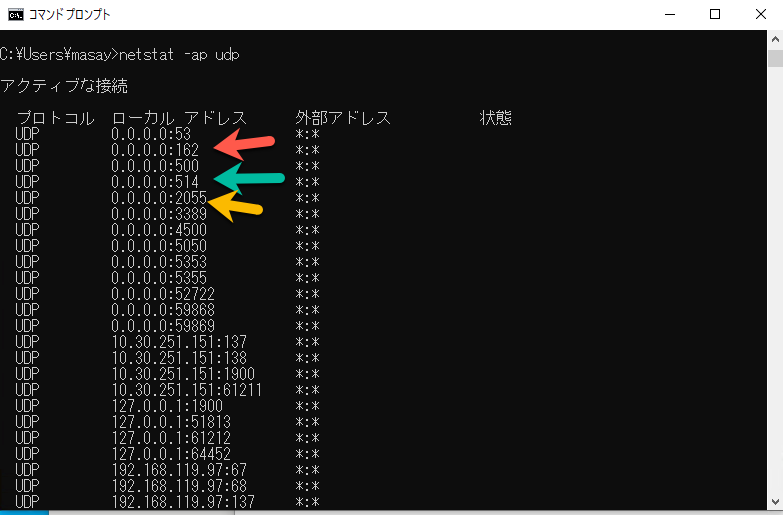 コマンド プロンプト
C:¥Users¥masay>netstat -ap udp
アクティブな接続
プロトコル ローカル アドレス 外部アドレス 状態
UDP 0.0.0.0:53 *:*
UDP 0.0.0.0:162 *:*
UDP 0.0.0.0:500 *:*
UDP 0.0.0.0:514 *:*
UDP 0.0.0.0:2055 *:*
UDP 0.0.0.0:3389 *:*
UDP 0.0.0.0:4500 *:*
UDP 0.0.0.0:5050 *:*
UDP 0.0.0.0:5353 *:*
UDP 0.0.0.0:5355 *:*
UDP 0.0.0.0:52722 *:*
UDP 0.0.0.0:59868 *:*
UDP 0.0.0.0:59869 *:*
UDP 10.30.251.151:137 *:*
UDP 10.30.251.151:138 *:*
UDP 10.30.251.151:1900 *:*
UDP 10.30.251.151:61211 *:*
UDP 127.0.0.1:1900 *:*
UDP 127.0.0.1:51813 *:*
UDP 127.0.0.1:61212 *:*
UDP 127.0.0.1:64452 *:*
UDP 192.168.119.97:67 *:*
UDP 192.168.119.97:68 *:*
UDP 192.168.119.97:137 *:*